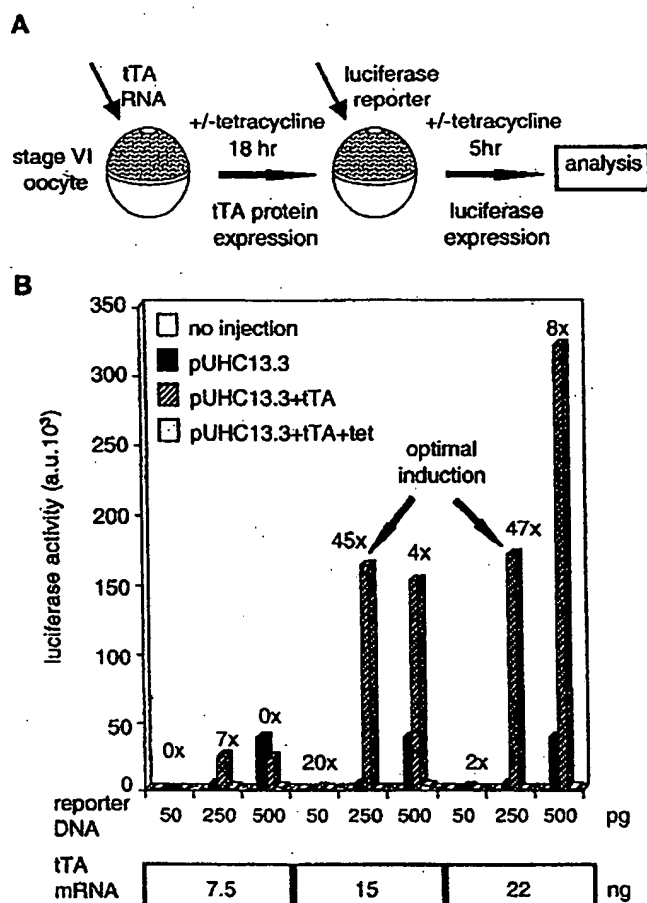 A
tTA
RNA
luciferase
reporter
+/-tetracycline
18 hr
+/-tetracycline
5hr
stage VI
oocyte
analysis
tTA protein
expression
luciferase
expression
B
luciferase activity (a.u.10³)
350
300
250
200
150
100
50
0
no injection
pUHC13.3
pUHC13.3+tTA
pUHC13.3+tTA+tet
optimal
induction
0x
7x
0x
20x
45x
4x
2x
47x
8x
reporter
DNA
50 250 500 50 250 500 50 250 500 pg
tTA
mRNA
7.5 15 22 ng